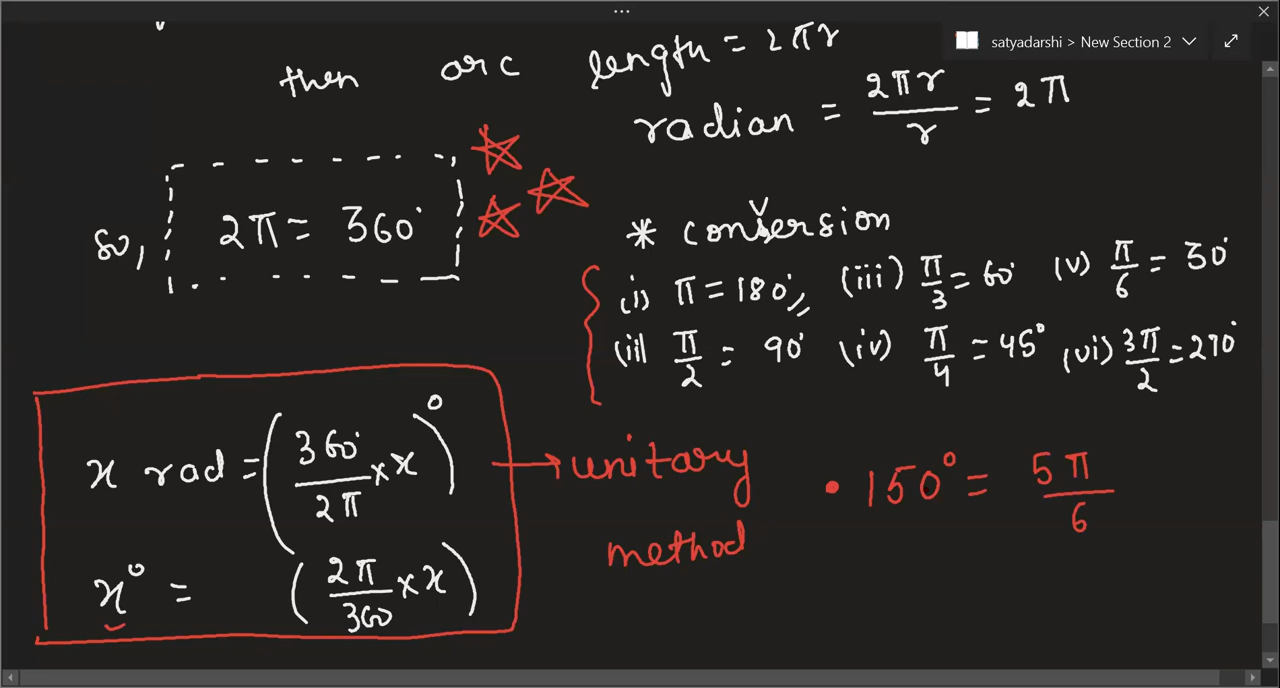 satyadarshi > New Section 2
then arc length = 2πr
radian = 2πr/r = 2π
so, 2π = 360°
* conversion
(i) π = 180°, (iii) π/3 = 60° (v) π/6 = 30°
(ii) π/2 = 90° (iv) π/4 = 45° (vi) 3π/2 = 270°
x rad = (360°/2π × x)° → unitary method
x° = (2π/360 × x)
• 150° = 5π/6